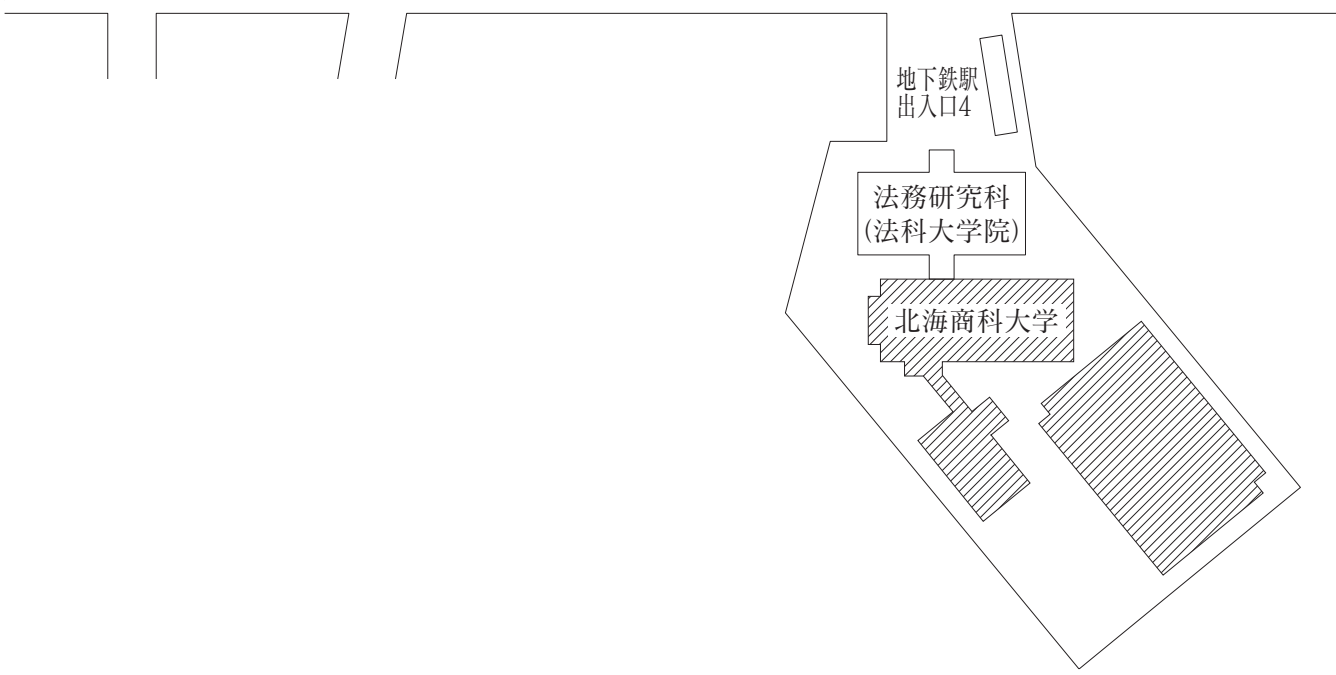 地下鉄駅
出入口4
法務研究科
(法科大学院)
北海商科大学